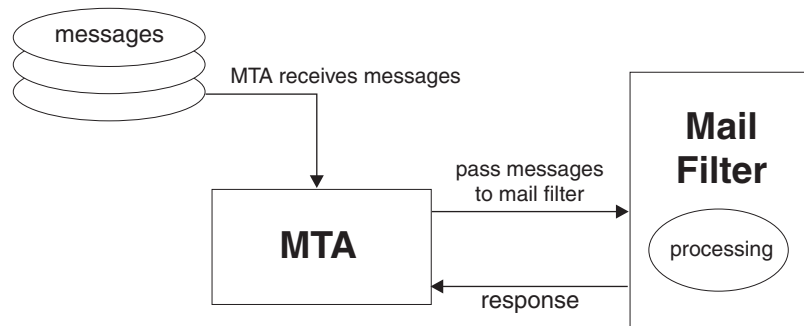 messages
MTA receives messages
Mail
Filter
pass messages
to mail filter
MTA
processing
response